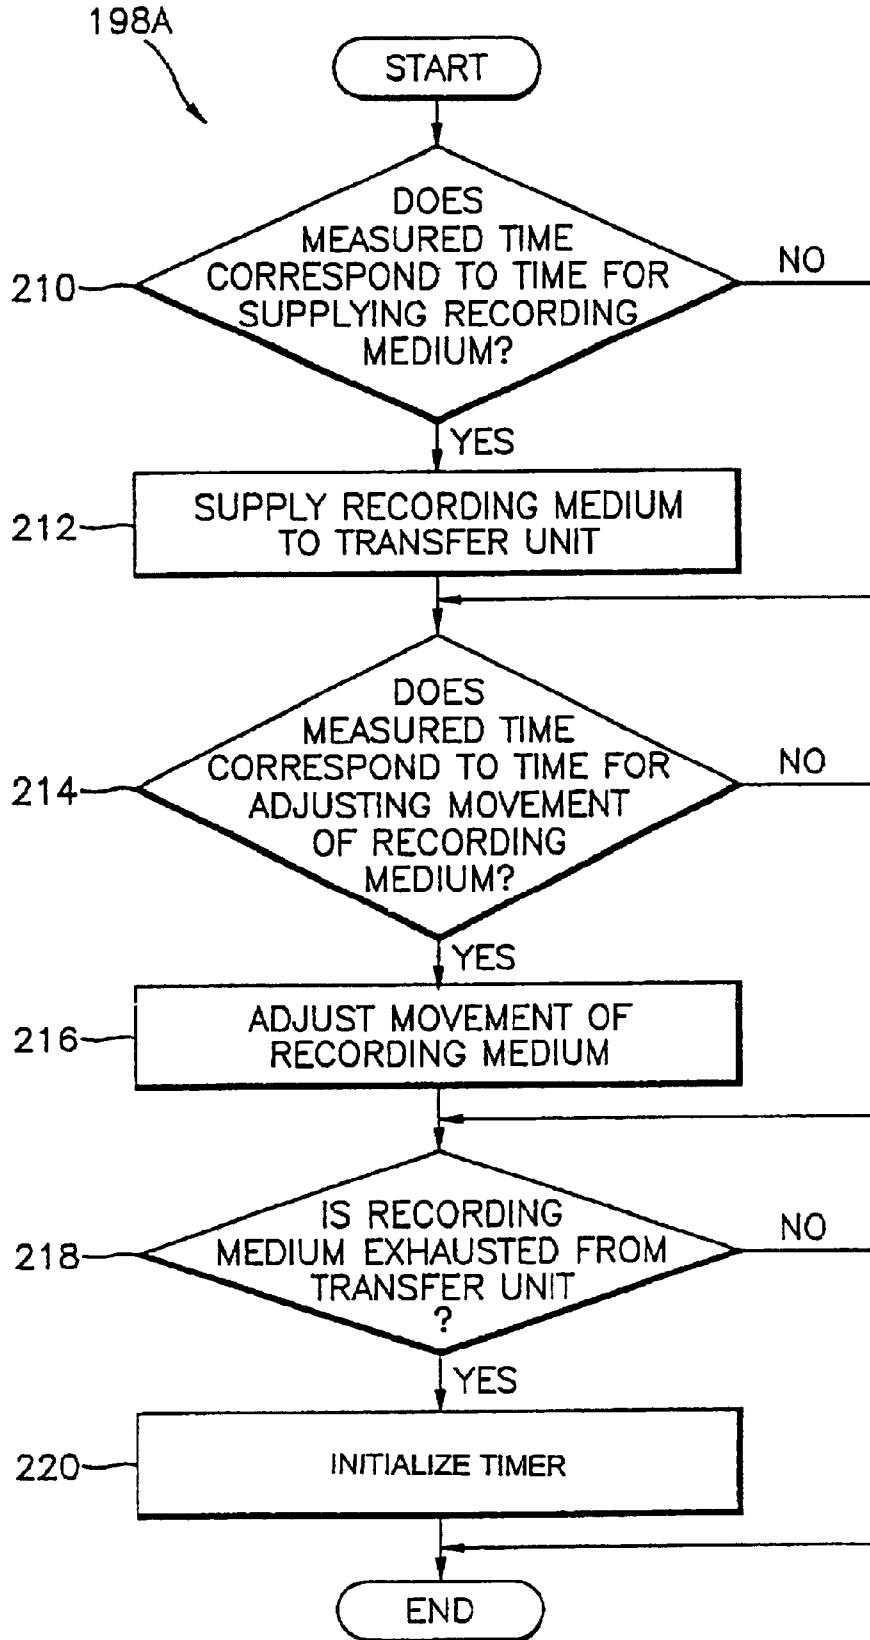 198A
START
DOES
MEASURED TIME
CORRESPOND TO TIME FOR
SUPPLYING RECORDING
MEDIUM?
210
NO
YES
SUPPLY RECORDING MEDIUM
TO TRANSFER UNIT
212
DOES
MEASURED TIME
CORRESPOND TO TIME FOR
ADJUSTING MOVEMENT
OF RECORDING
MEDIUM?
214
NO
YES
ADJUST MOVEMENT OF
RECORDING MEDIUM
216
IS RECORDING
MEDIUM EXHAUSTED FROM
TRANSFER UNIT
?
218
NO
YES
INITIALIZE TIMER
220
END